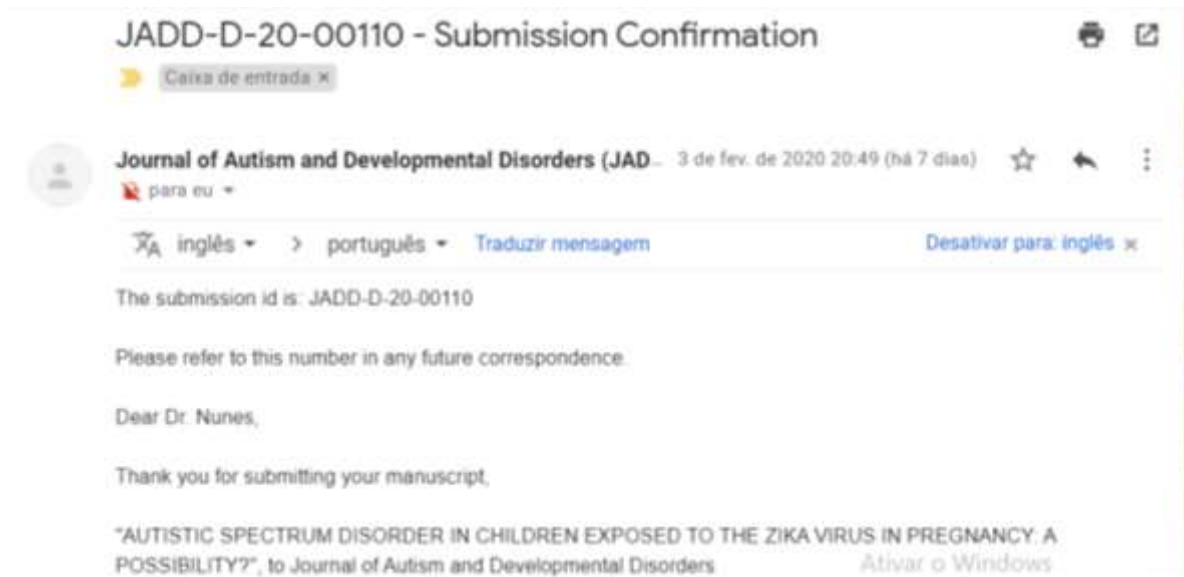 JADD-D-20-00110 - Submission Confirmation
Caixa de entrada ×
Journal of Autism and Developmental Disorders (JAD... 3 de fev. de 2020 20:49 (há 7 dias)
para eu
inglês > português Traduzir mensagem Desativar para: inglês ×
The submission id is: JADD-D-20-00110
Please refer to this number in any future correspondence.
Dear Dr. Nunes,
Thank you for submitting your manuscript,
"AUTISTIC SPECTRUM DISORDER IN CHILDREN EXPOSED TO THE ZIKA VIRUS IN PREGNANCY: A
POSSIBILITY?", to Journal of Autism and Developmental Disorders
Ativar o Windows